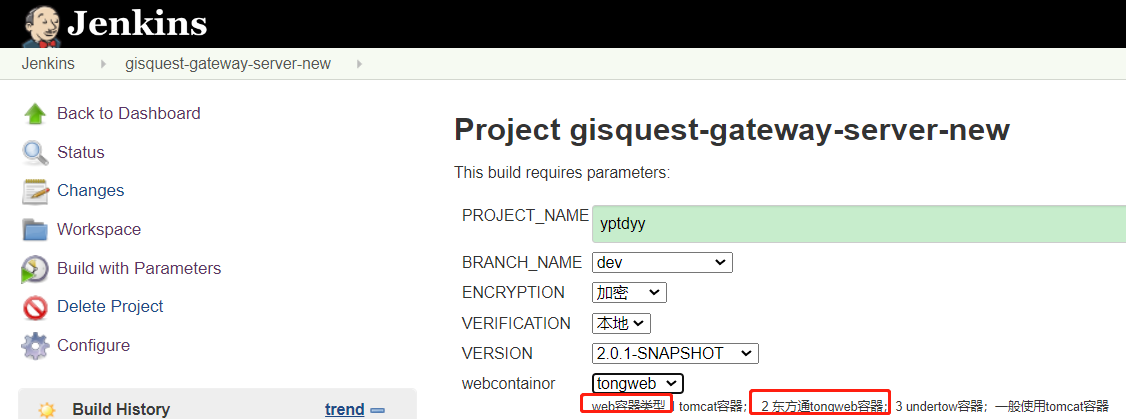 Jenkins
Jenkins gisquest-gateway-server-new
Back to Dashboard
Status
Changes
Workspace
Build with Parameters
Delete Project
Configure
Build History trend
Project gisquest-gateway-server-new
This build requires parameters:
PROJECT_NAME yptdyy
BRANCH_NAME dev
ENCRYPTION 加密
VERIFICATION 本地
VERSION 2.0.1-SNAPSHOT
webcontainor tongweb
web容器类型 tomcat容器; 2 东方通tongweb容器; 3 undertow容器; 一般使用tomcat容器